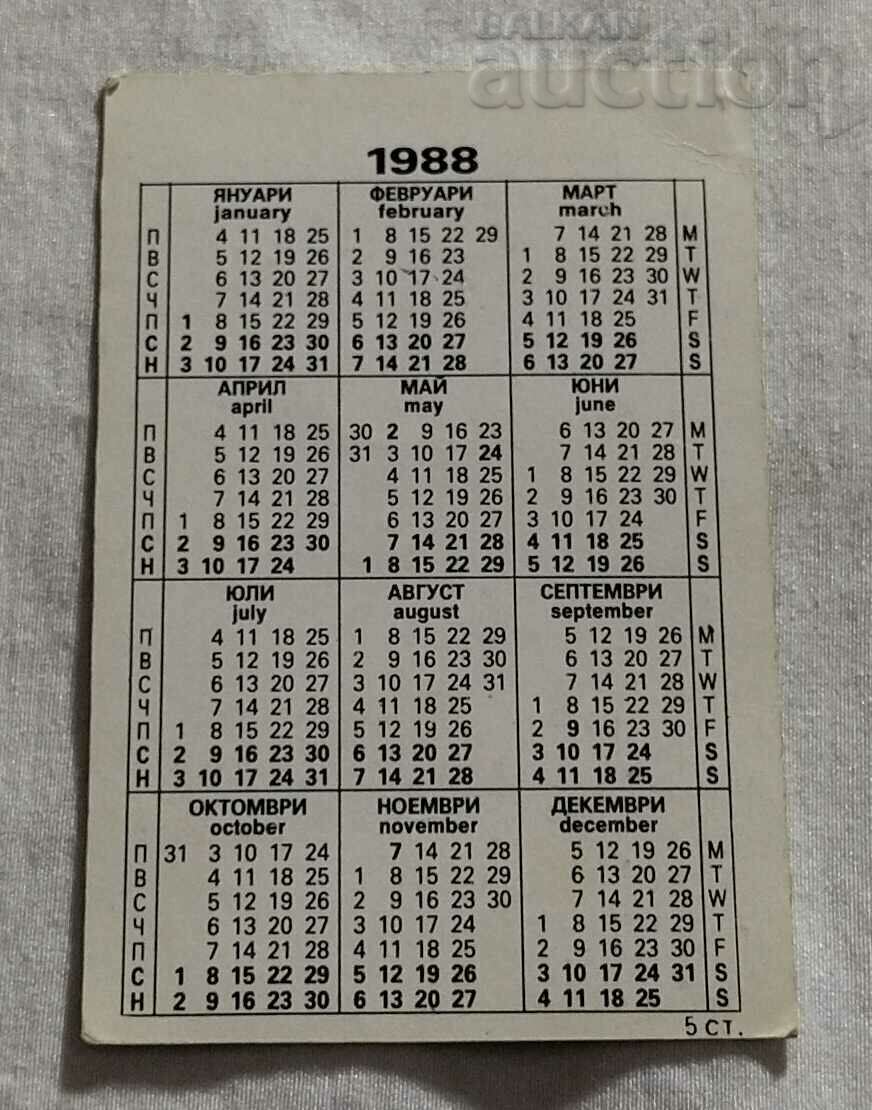 BALKAN
auction
1988
ЯНУАРИ ФЕВРУАРИ МАРТ
january february march
П 4 11 18 25 1 8 15 22 29 7 14 21 28 M
В 5 12 19 26 2 9 16 23 1 8 15 22 29 T
С 6 13 20 27 3 10 17 24 2 9 16 23 30 W
Ч 7 14 21 28 4 11 18 25 3 10 17 24 31 T
П 1 8 15 22 29 5 12 19 26 4 11 18 25 F
С 2 9 16 23 30 6 13 20 27 5 12 19 26 S
Н 3 10 17 24 31 7 14 21 28 6 13 20 27 S
АПРИЛ МАЙ ЮНИ
april may june
П 4 11 18 25 30 2 9 16 23 6 13 20 27 M
В 5 12 19 26 31 3 10 17 24 7 14 21 28 T
С 6 13 20 27 4 11 18 25 1 8 15 22 29 W
Ч 7 14 21 28 5 12 19 26 2 9 16 23 30 T
П 1 8 15 22 29 6 13 20 27 3 10 17 24 F
С 2 9 16 23 30 7 14 21 28 4 11 18 25 S
Н 3 10 17 24 1 8 15 22 29 5 12 19 26 S
ЮЛИ АВГУСТ СЕПТЕМВРИ
july august september
П 4 11 18 25 1 8 15 22 29 5 12 19 26 M
В 5 12 19 26 2 9 16 23 30 6 13 20 27 T
С 6 13 20 27 3 10 17 24 31 7 14 21 28 W
Ч 7 14 21 28 4 11 18 25 1 8 15 22 29 T
П 1 8 15 22 29 5 12 19 26 2 9 16 23 30 F
С 2 9 16 23 30 6 13 20 27 3 10 17 24 S
Н 3 10 17 24 31 7 14 21 28 4 11 18 25 S
ОКТОМВРИ НОЕМВРИ ДЕКЕМВРИ
october november december
П 31 3 10 17 24 7 14 21 28 5 12 19 26 M
В 4 11 18 25 1 8 15 22 29 6 13 20 27 T
С 5 12 19 26 2 9 16 23 30 7 14 21 28 W
Ч 6 13 20 27 3 10 17 24 1 8 15 22 29 T
П 7 14 21 28 4 11 18 25 2 9 16 23 30 F
С 1 8 15 22 29 5 12 19 26 3 10 17 24 31 S
Н 2 9 16 23 30 6 13 20 27 4 11 18 25 S
5 СТ.